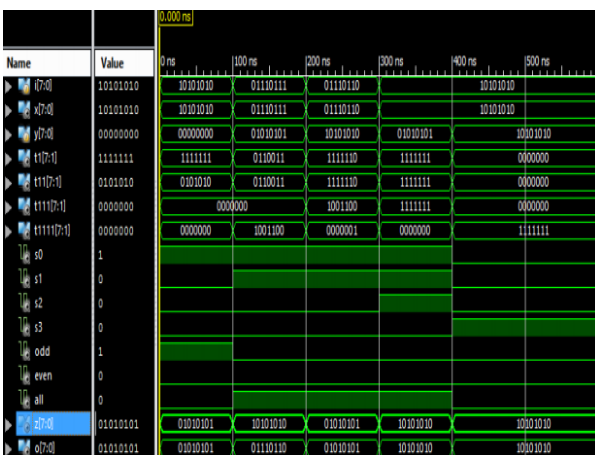 0.000 ns
Name Value 0 ns 100 ns 200 ns 300 ns 400 ns 500 ns
i[7:0] 10101010 10101010 01110111 01110110 10101010
x[7:0] 10101010 10101010 01110111 01110110 10101010
y[7:0] 00000000 00000000 01010101 10101010 01010101 10101010
t1[7:1] 1111111 1111111 0110011 1111110 1111111 0000000
t11[7:1] 0101010 0101010 0110011 1111110 1111111 0000000
t111[7:1] 0000000 0000000 1001100 1111111 0000000
t1111[7:1] 0000000 0000000 1001100 0000001 0000000 1111111
s0 1
s1 0
s2 0
s3 0
odd 1
even 0
all 0
z[7:0] 01010101 01010101 10101010 01010101 10101010 10101010
o[7:0] 01010101 01010101 01110110 01010101 10101010 10101010